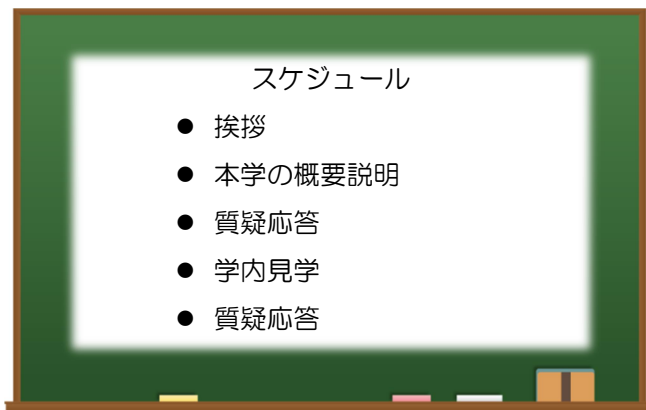 スケジュール
● 挨拶
● 本学の概要説明
● 質疑応答
● 学内見学
● 質疑応答